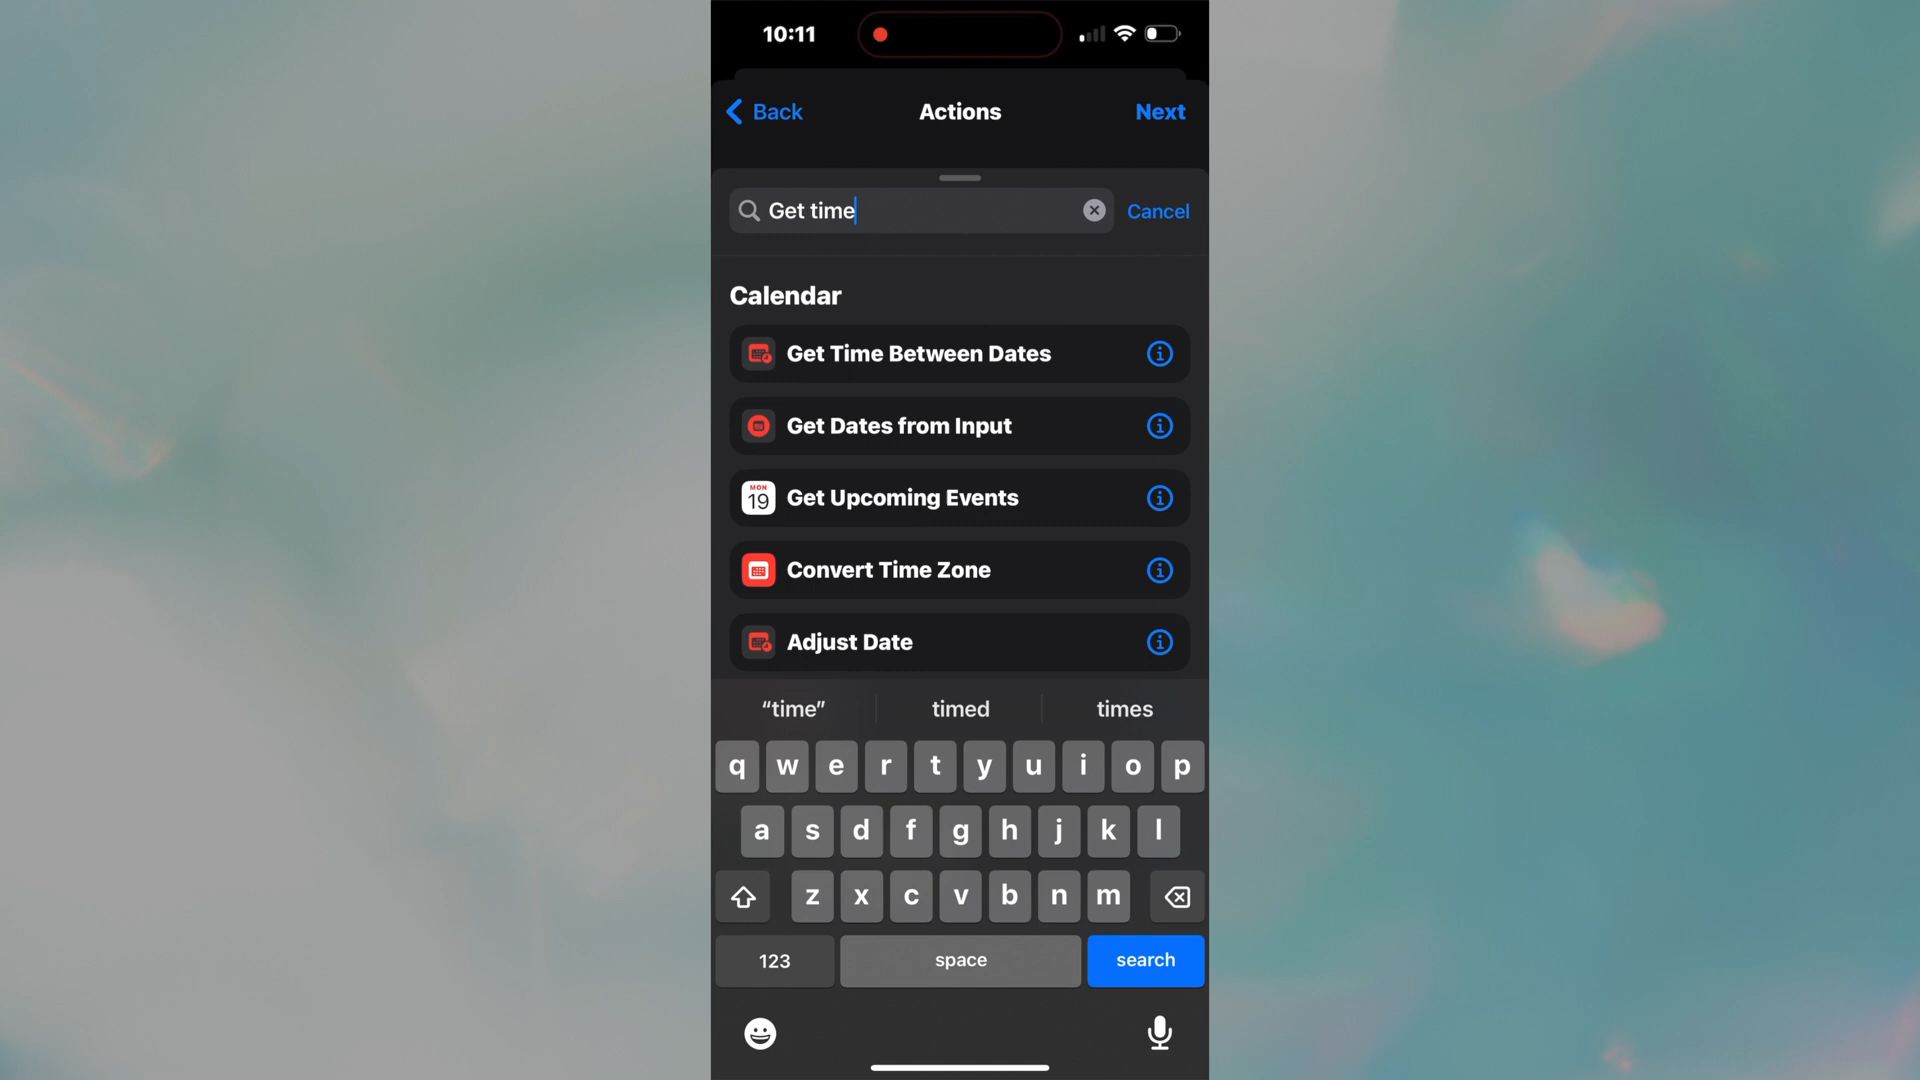 10:11
Back
Actions
Next
Get time
Cancel
Calendar
Get Time Between Dates
Get Dates from Input
MON
19
Get Upcoming Events
Convert Time Zone
Adjust Date
“time” timed times
q w e r t y u i o p
a s d f g h j k l
z x c v b n m
123 space search